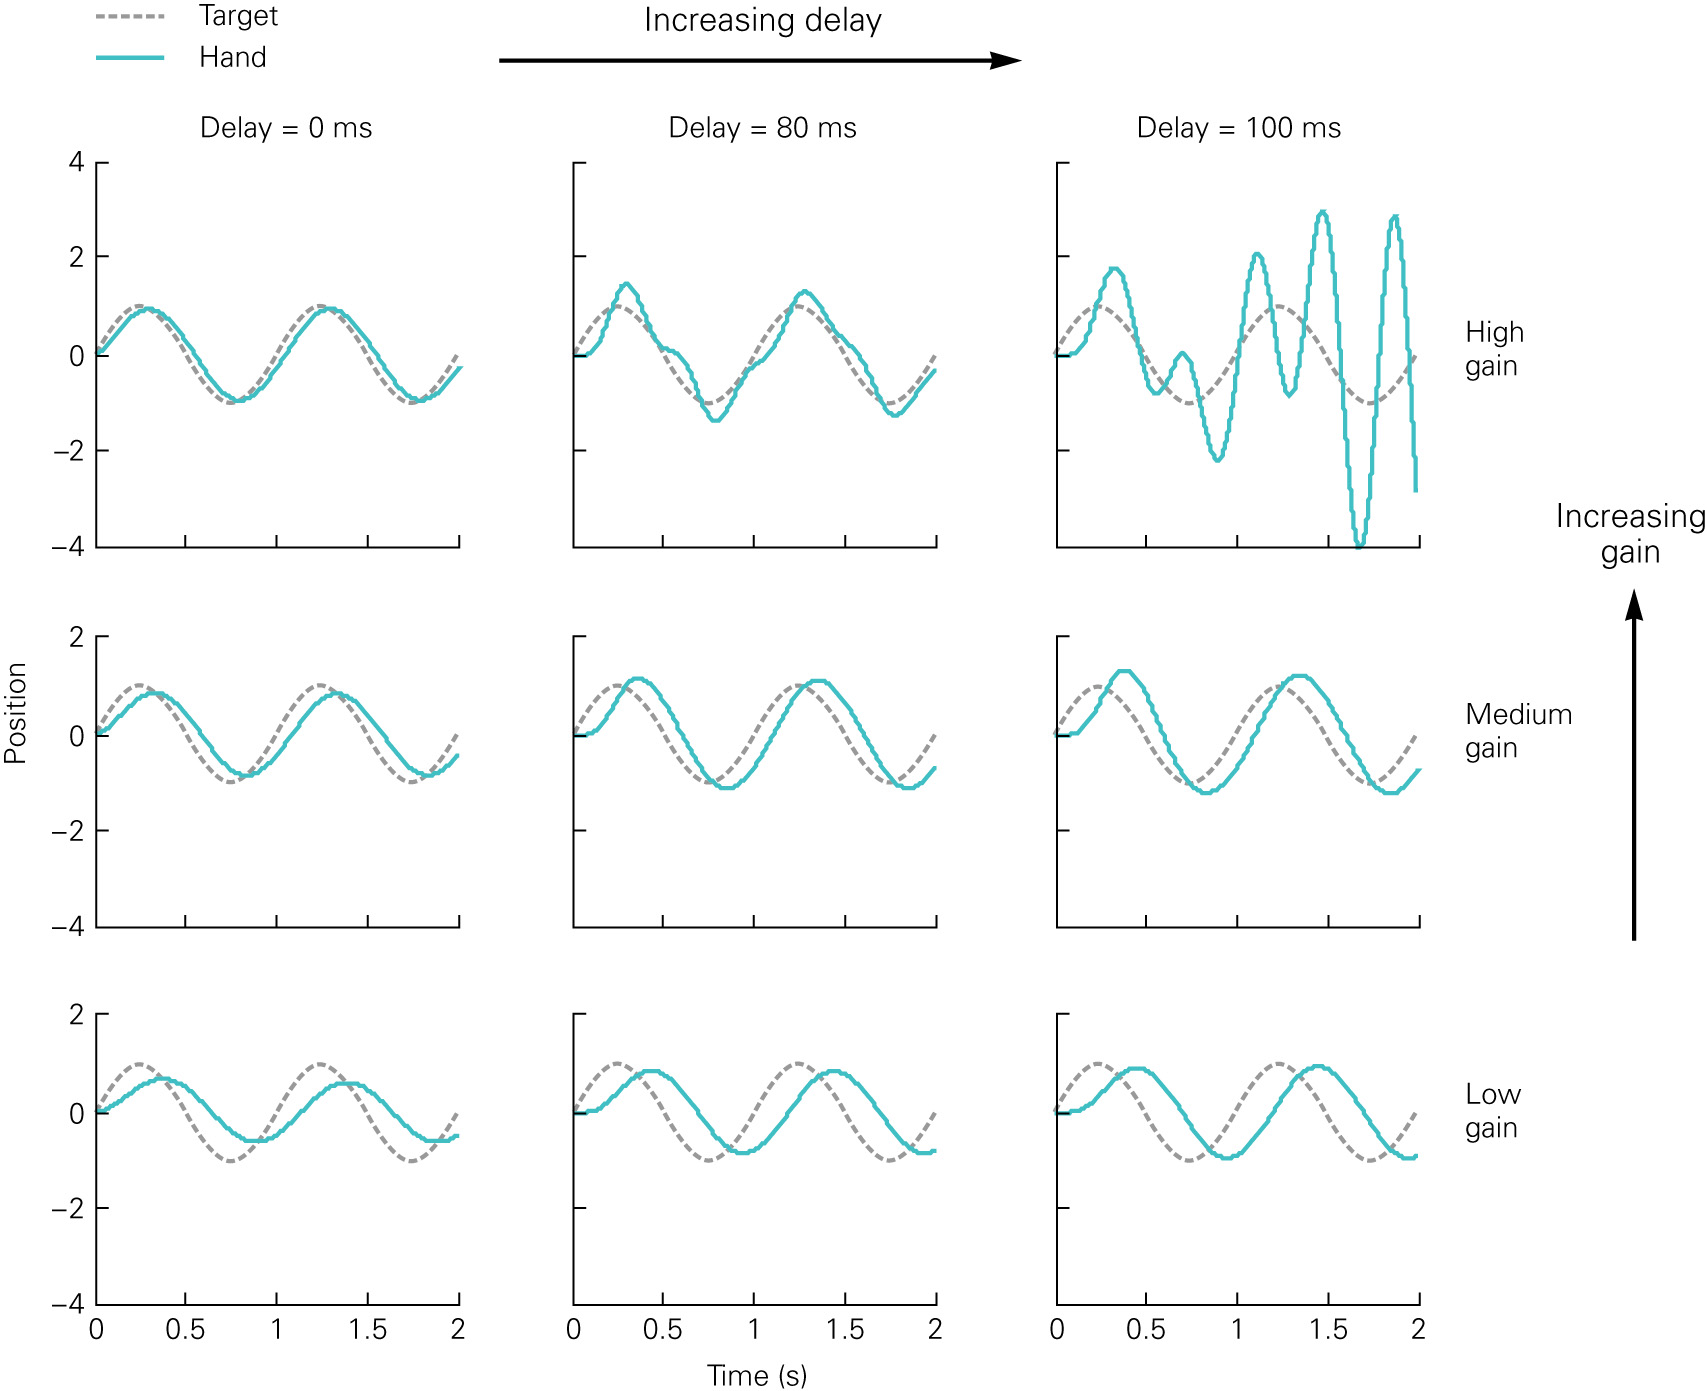 Target
Hand
Increasing delay
Delay = 0 ms
Delay = 80 ms
Delay = 100 ms
4
2
0
−2
−4
High
gain
Increasing
gain
2
0
−2
−4
Medium
gain
Position
2
0
−2
−4
Low
gain
0 0.5 1 1.5 2
0 0.5 1 1.5 2
0 0.5 1 1.5 2
Time (s)